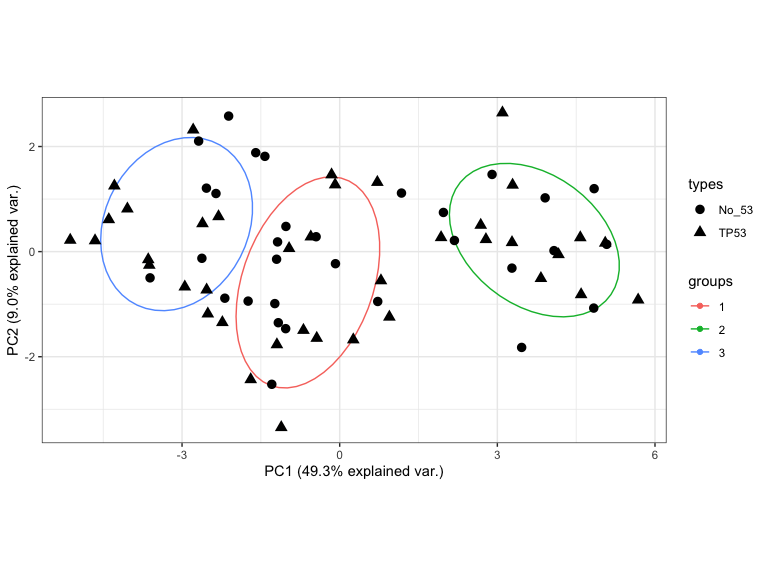 2
0
-2
-3
0
3
6
PC1 (49.3% explained var.)
PC2 (9.0% explained var.)
types
No_53
TP53
groups
1
2
3